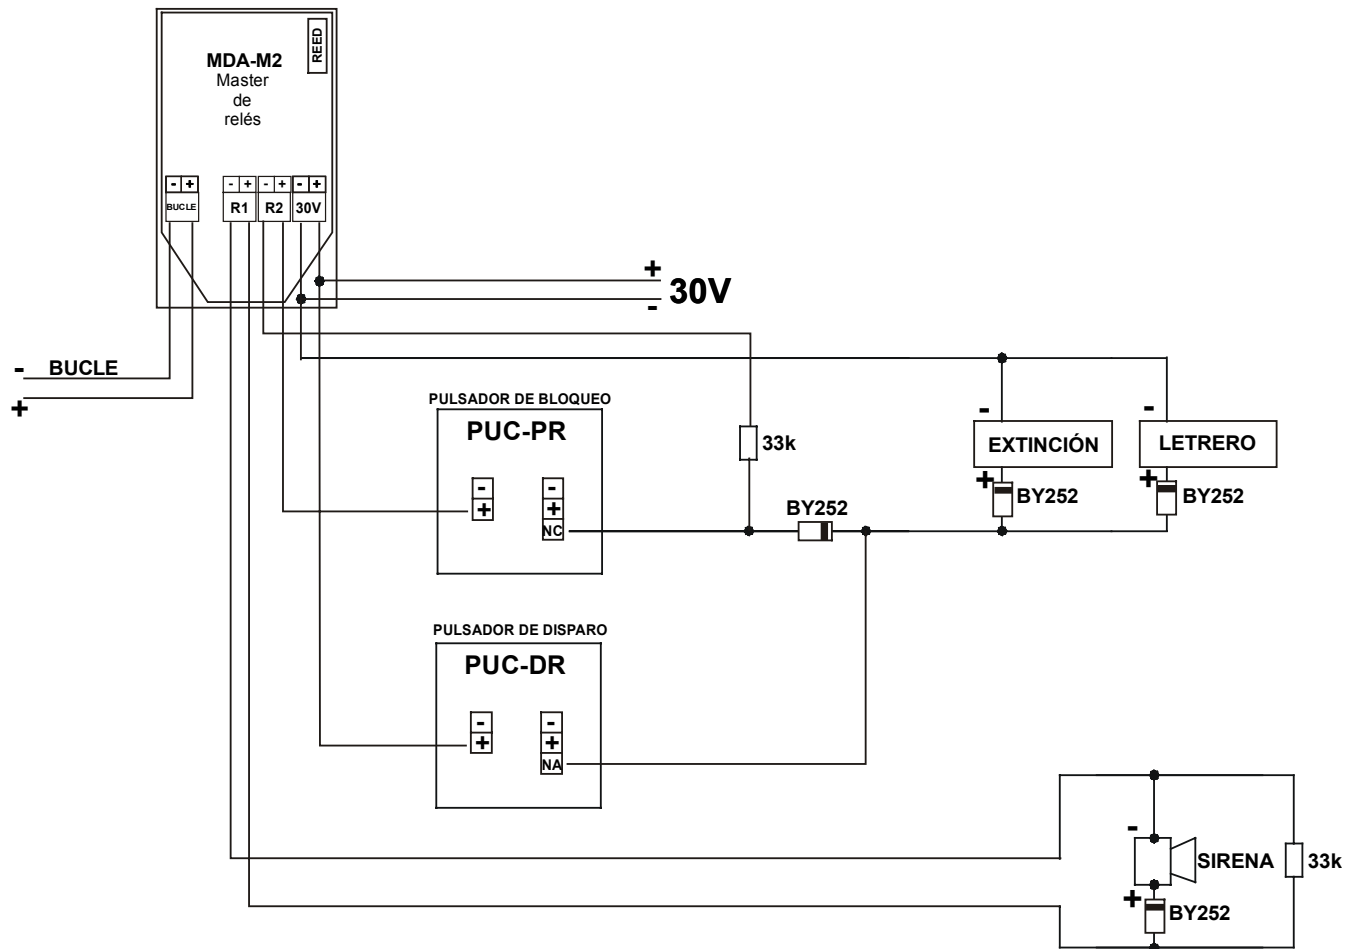 REED
MDA-M2
Master
de
relés
- + - + - + - +
BUCLE R1 R2 30V
+
30V
-
- BUCLE
+
PULSADOR DE BLOQUEO
PUC-PR
- -
+ +
NC
33k
BY252
-
EXTINCIÓN
+
BY252
-
LETRERO
+
BY252
PULSADOR DE DISPARO
PUC-DR
- -
+ +
NA
-
SIRENA
33k
+
BY252